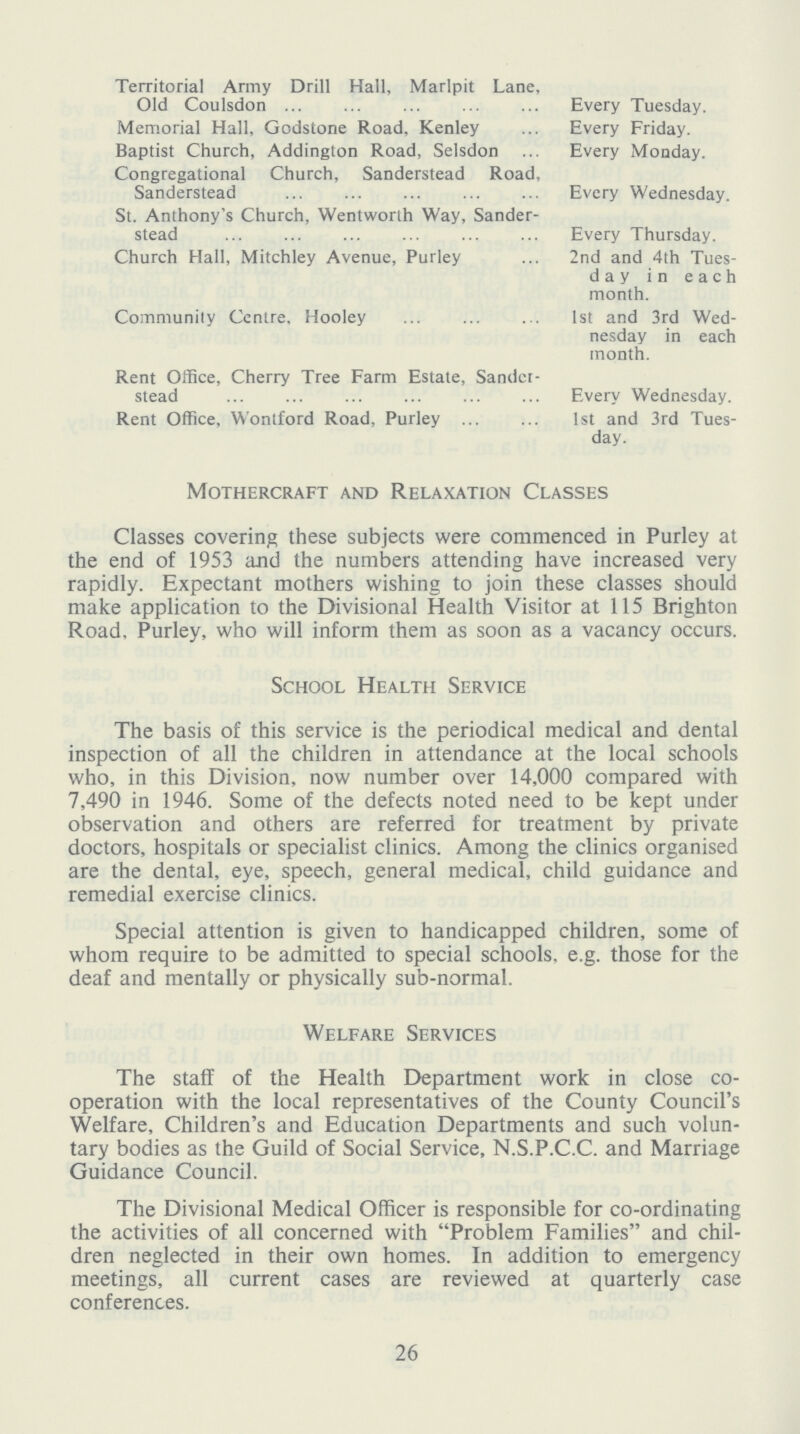 Territorial Army Drill Hall, Marlpit Lane,
Old Coulsdon ... ... ... ... ... Every Tuesday.
Memorial Hall, Godstone Road, Kenley ... Every Friday.
Baptist Church, Addington Road, Selsdon ... Every Monday.
Congregational Church, Sanderstead Road,
Sanderstead ... ... ... ... ... Every Wednesday.
St. Anthony's Church, Wentworth Way, Sander-
stead ... ... ... ... ... ... Every Thursday.
Church Hall, Mitchley Avenue, Purley ... 2nd and 4th Tues-
day in each
month.
Community Centre, Hooley ... ... ... 1st and 3rd Wed-
nesday in each
month.
Rent Office, Cherry Tree Farm Estate, Sander-
stead ... ... ... ... ... ... Every Wednesday.
Rent Office, Wontford Road, Purley ... ... 1st and 3rd Tues-
day.
MOTHERCRAFT AND RELAXATION CLASSES
Classes covering these subjects were commenced in Purley at
the end of 1953 and the numbers attending have increased very
rapidly. Expectant mothers wishing to join these classes should
make application to the Divisional Health Visitor at 115 Brighton
Road, Purley, who will inform them as soon as a vacancy occurs.
SCHOOL HEALTH SERVICE
The basis of this service is the periodical medical and dental
inspection of all the children in attendance at the local schools
who, in this Division, now number over 14,000 compared with
7,490 in 1946. Some of the defects noted need to be kept under
observation and others are referred for treatment by private
doctors, hospitals or specialist clinics. Among the clinics organised
are the dental, eye, speech, general medical, child guidance and
remedial exercise clinics.
Special attention is given to handicapped children, some of
whom require to be admitted to special schools, e.g. those for the
deaf and mentally or physically sub-normal.
WELFARE SERVICES
The staff of the Health Department work in close co-
operation with the local representatives of the County Council's
Welfare, Children's and Education Departments and such volun-
tary bodies as the Guild of Social Service, N.S.P.C.C. and Marriage
Guidance Council.
The Divisional Medical Officer is responsible for co-ordinating
the activities of all concerned with "Problem Families" and chil-
dren neglected in their own homes. In addition to emergency
meetings, all current cases are reviewed at quarterly case
conferences.
26